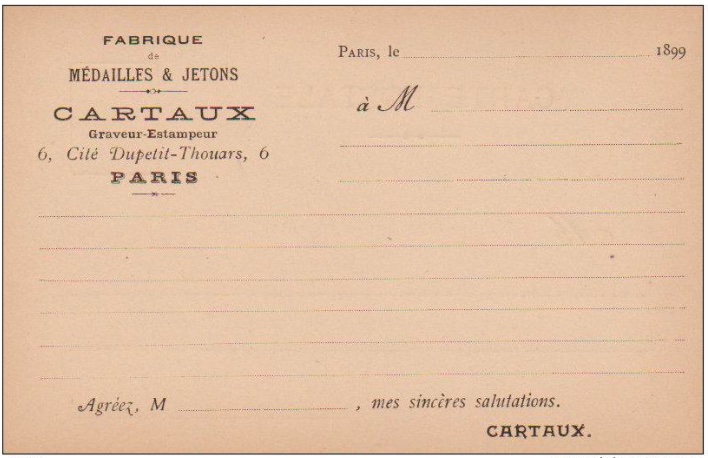 FABRIQUE
de
MÉDAILLES & JETONS
CARTAUX
Graveur-Estampeur
6, Cité Dupetit-Thouars, 6
PARIS
PARIS, le 1899
à M
Agréez, M , mes sincères salutations.
CARTAUX.